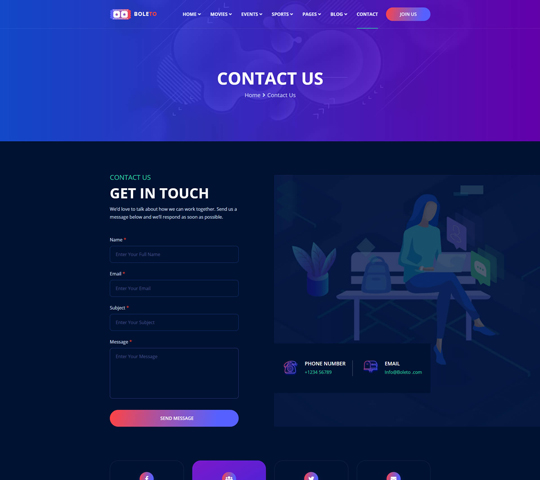 BOLETO
HOME MOVIES EVENTS SPORTS PAGES BLOG CONTACT JOIN US
CONTACT US
Home > Contact Us
CONTACT US
GET IN TOUCH
We'd love to talk about how we can work together. Send us a
message below and we'll respond as soon as possible.
Name *
Enter Your Full Name
Email *
Enter Your Email
Subject *
Enter Your Subject
Message *
Enter Your Message
SEND MESSAGE
PHONE NUMBER
+1234 56789
EMAIL
Info@Boleto .com